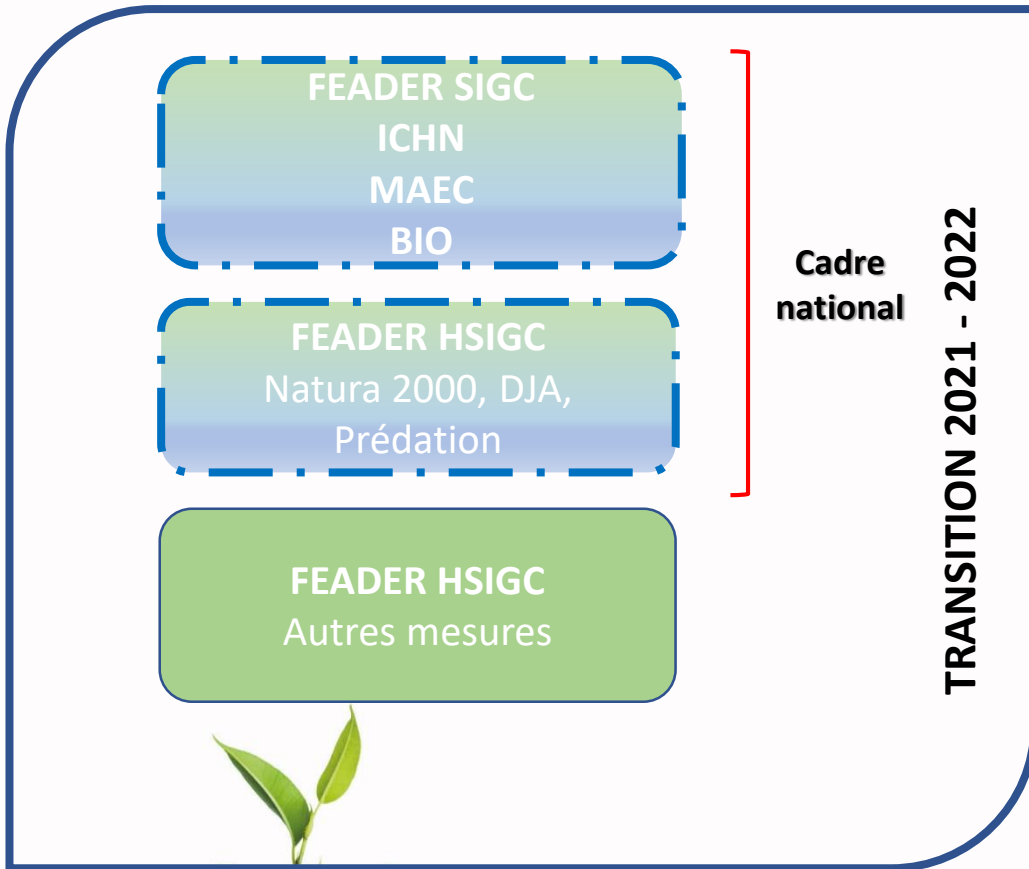 FEADER SIGC
ICHN
MAEC
BIO
FEADER HSIGC
Natura 2000, DJA,
Prédation
Cadre
national
FEADER HSIGC
Autres mesures
TRANSITION 2021 - 2022